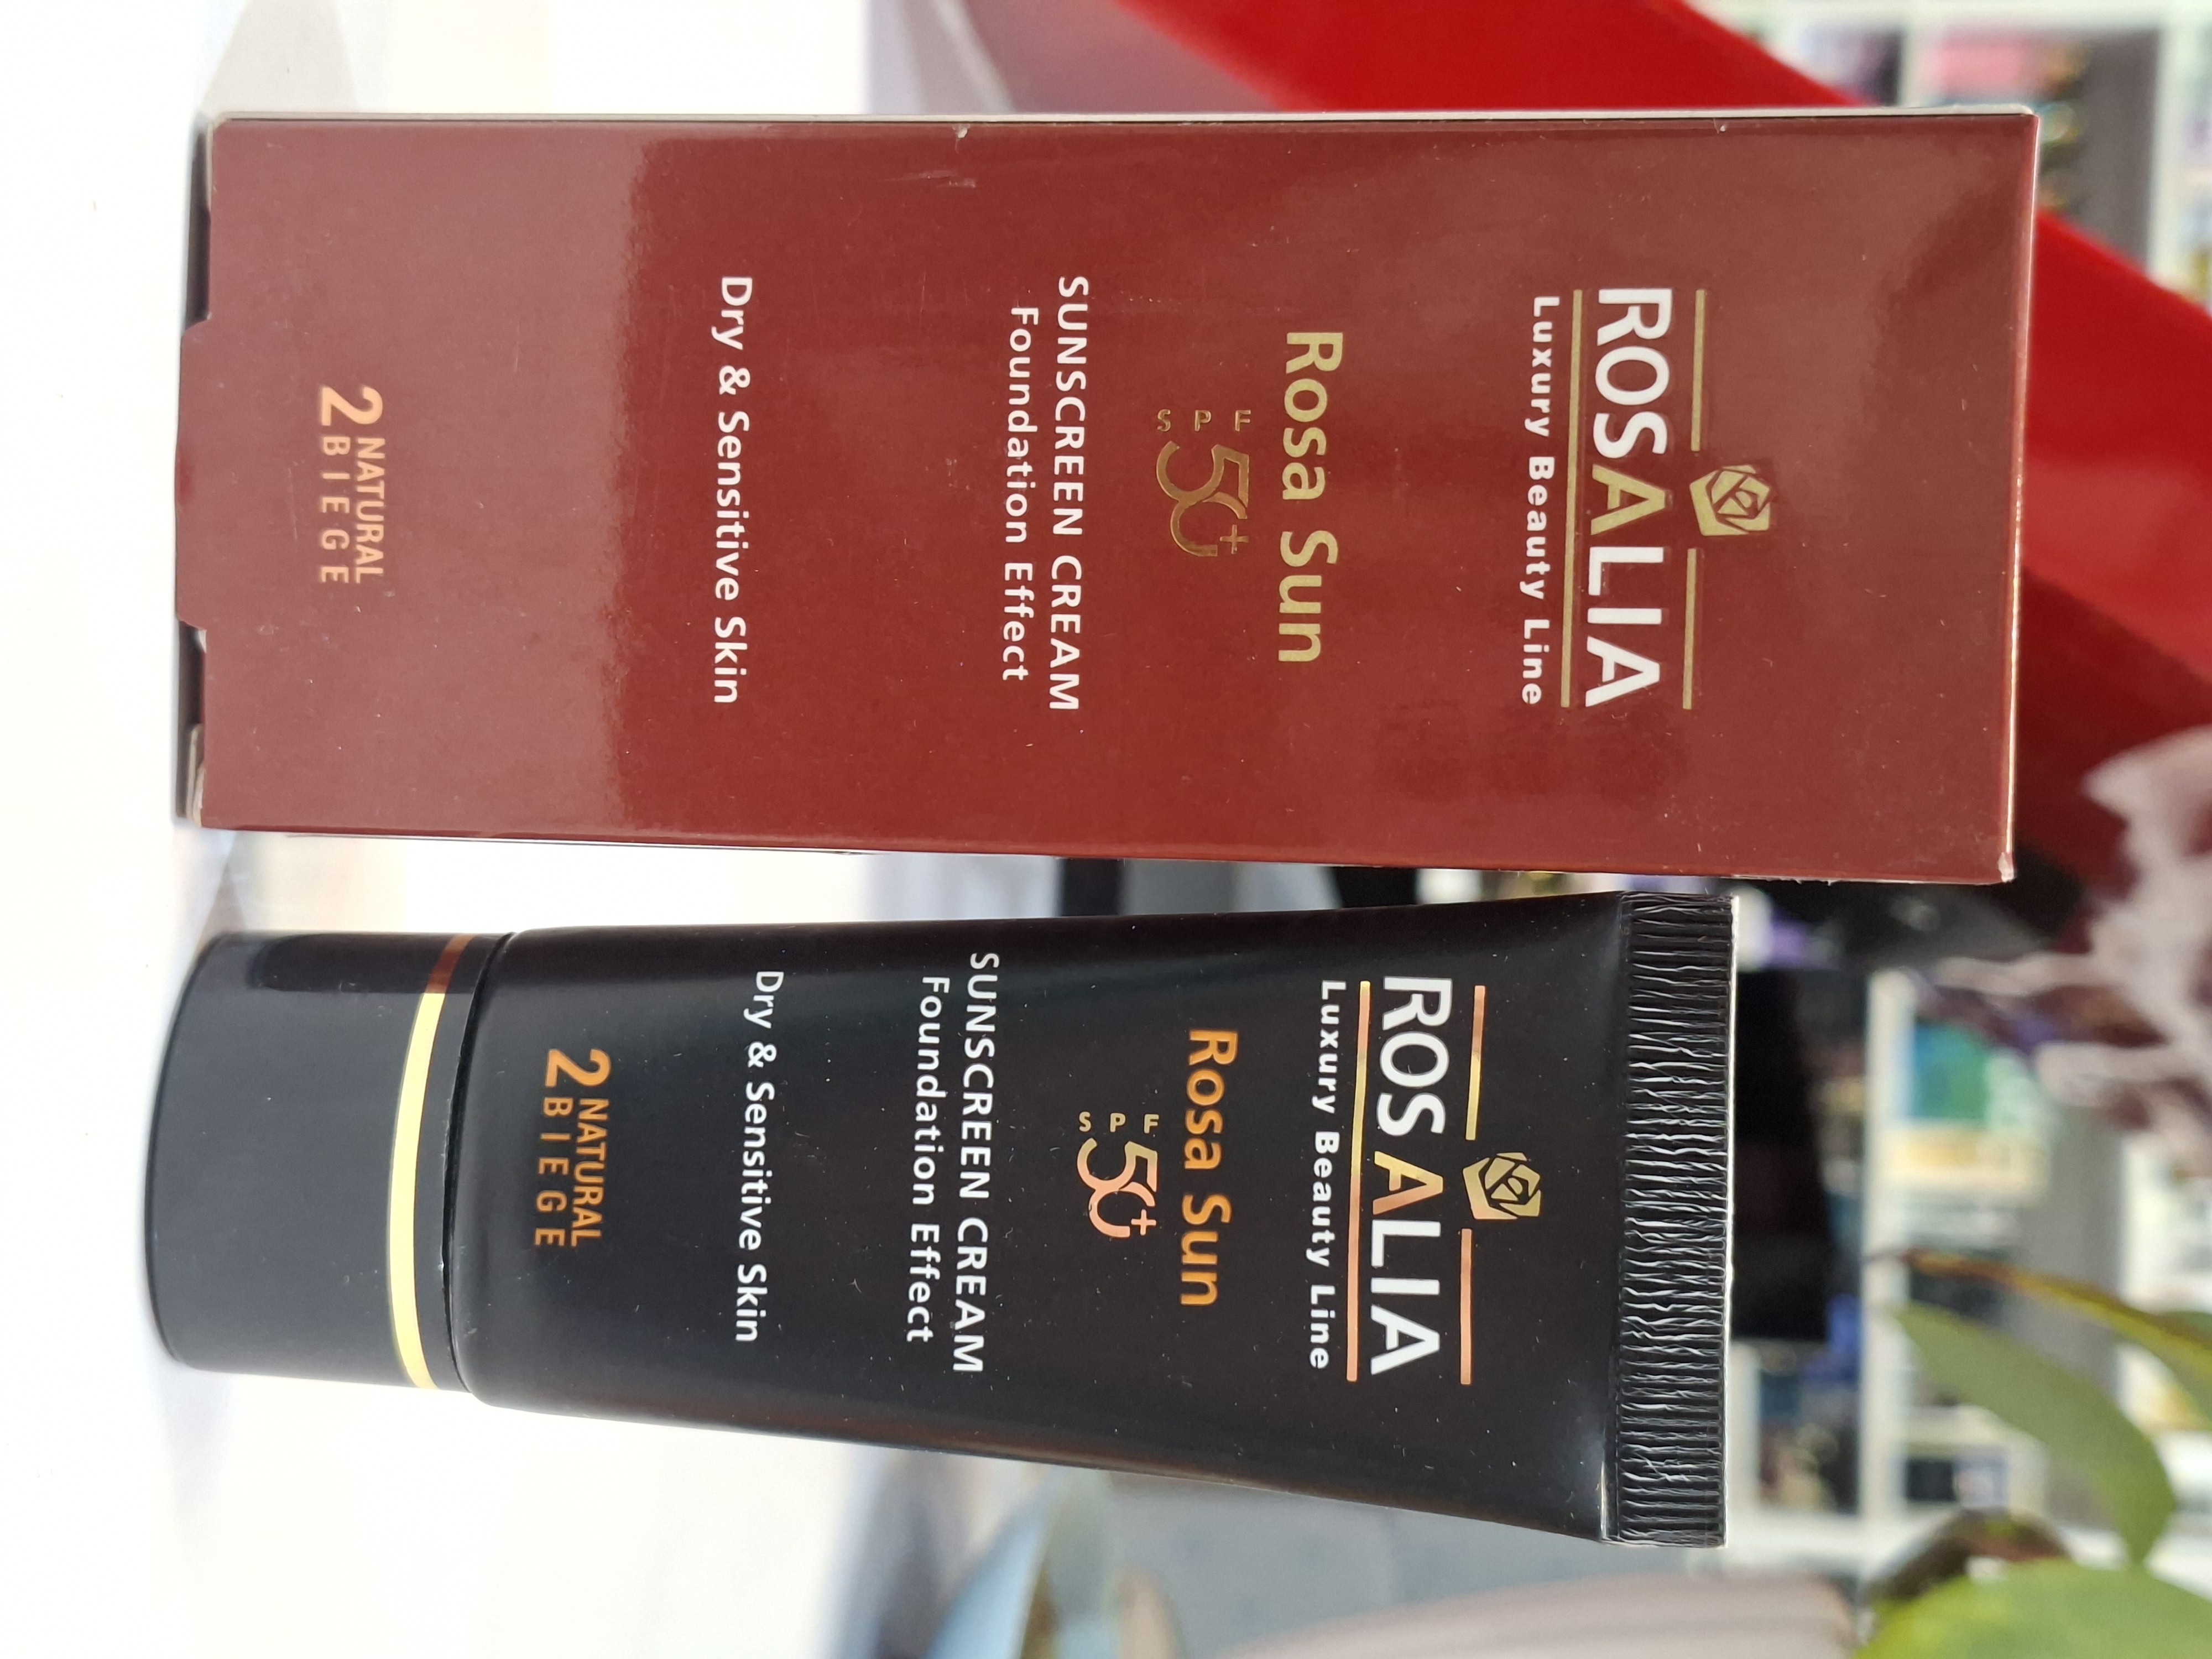 ROSALIA
Luxury Beauty Line
Rosa Sun
SPF 50+
SUNSCREEN CREAM
Foundation Effect
Dry & Sensitive Skin
2 NATURAL
BIEGE
ROSALIA
Luxury Beauty Line
Rosa Sun
SPF 50+
SUNSCREEN CREAM
Foundation Effect
Dry & Sensitive Skin
2 NATURAL
BIEGE